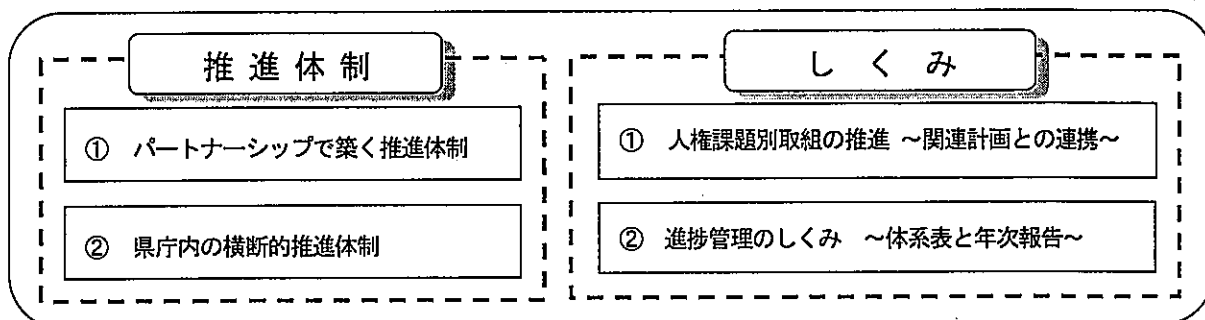 推進体制
① パートナーシップで築く推進体制
② 県庁内の横断的推進体制
しくみ
① 人権課題別取組の推進 ～関連計画との連携～
② 進捗管理のしくみ ～体系表と年次報告～